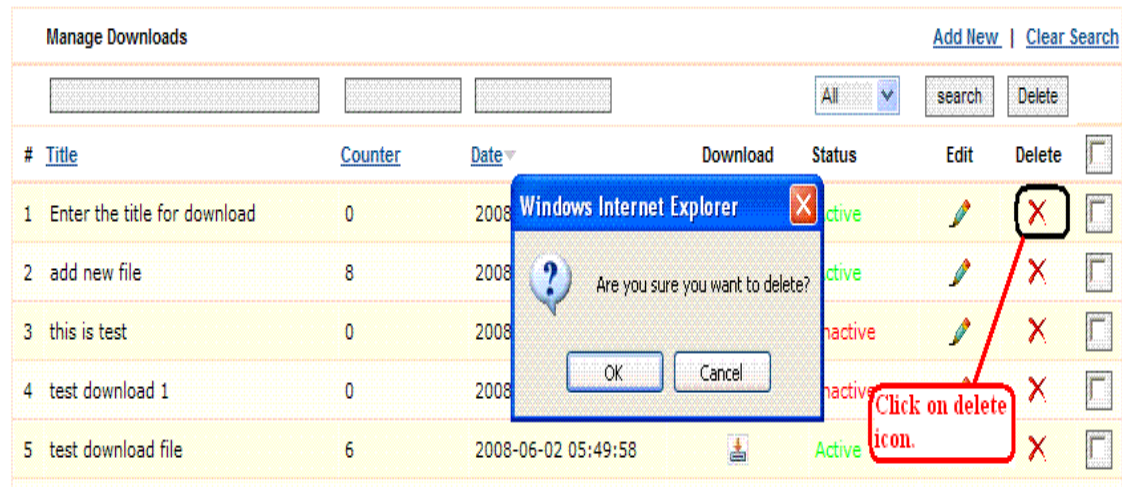 Manage Downloads Add New | Clear Search
All search Delete
# Title Counter Date Download Status Edit Delete
Windows Internet Explorer
1 Enter the title for download 0 2008 ctive
2 add new file 8 2008 ctive
Are you sure you want to delete?
3 this is test 0 2008 nactive
OK Cancel
4 test download 1 0 2008 nactive
Click on delete
icon.
5 test download file 6 2008-06-02 05:49:58 Active